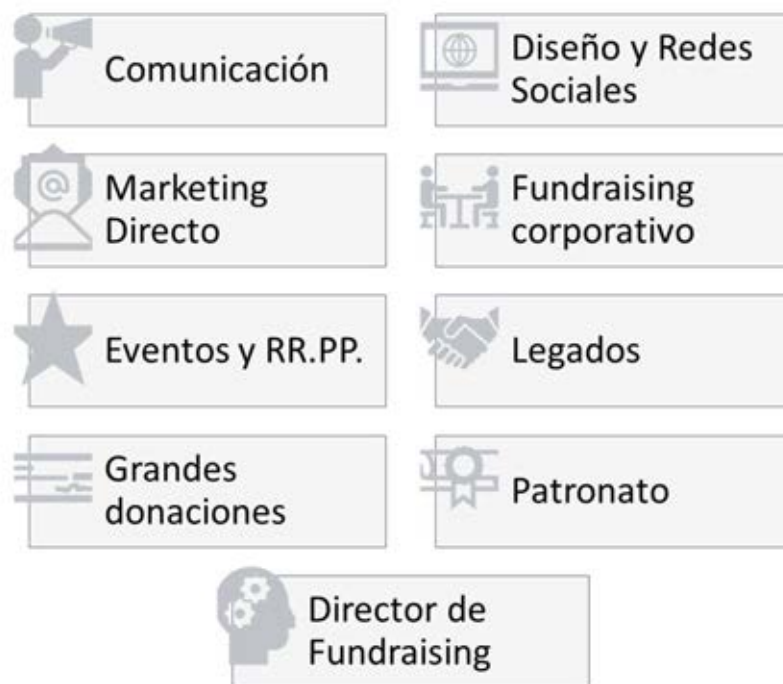 Comunicación
Diseño y Redes
Sociales
Marketing
Directo
Fundraising
corporativo
Eventos y RR.PP.
Legados
Grandes
donaciones
Patronato
Director de
Fundraising